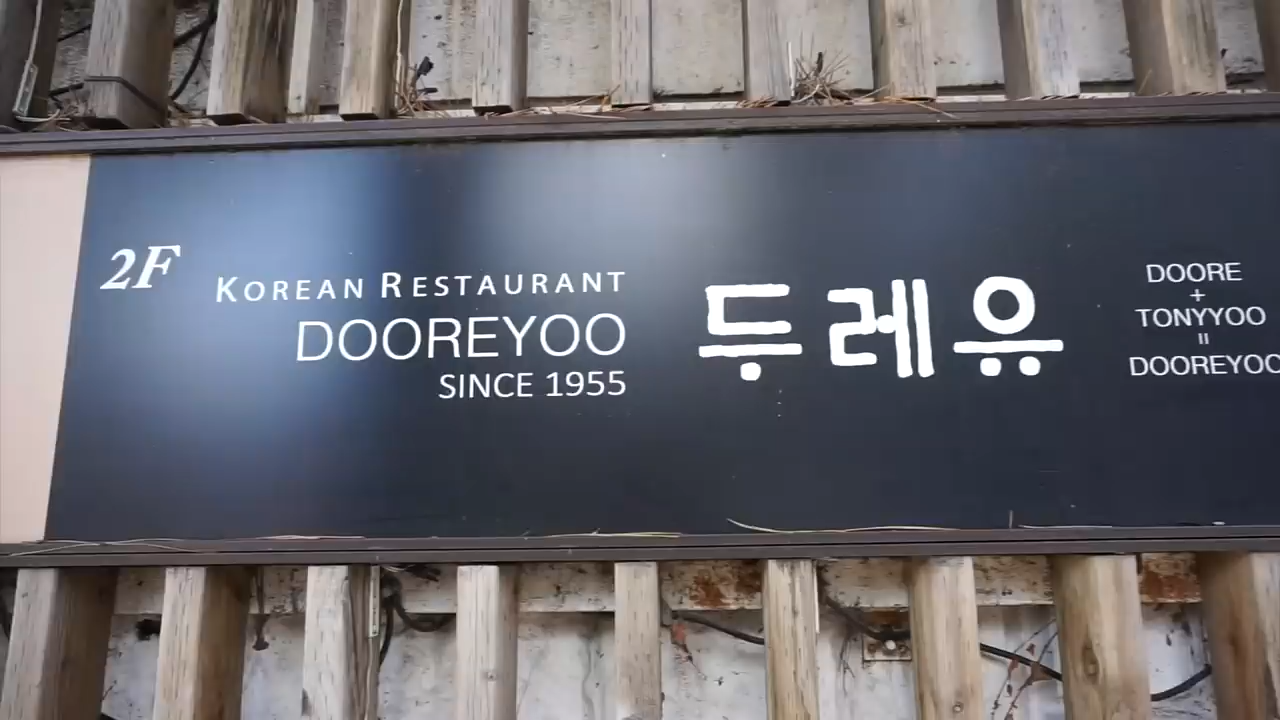 2F
KOREAN RESTAURANT
DOOREYOO
SINCE 1955
두레유
DOORE
+
TONYYOO
=
DOOREYOO